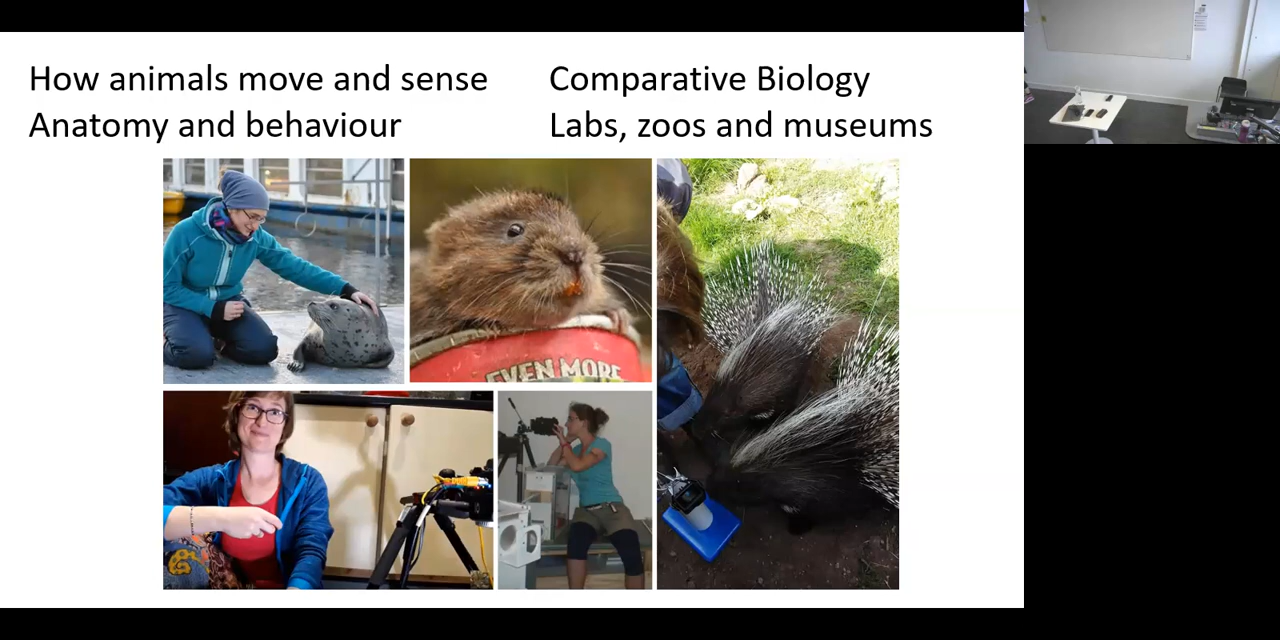 How animals move and sense
Anatomy and behaviour
Comparative Biology
Labs, zoos and museums
EVEN MORE